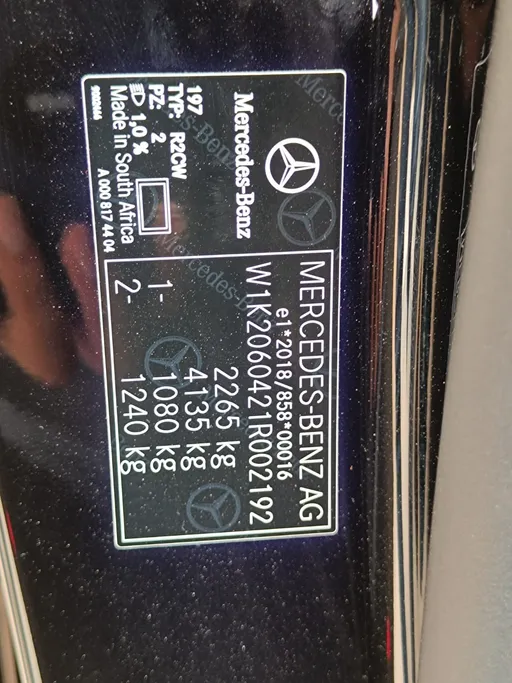 Mercedes-Benz
197
TYP: R2CW
PZ: 2
1,0 %
Made in South Africa
A 000 817 44 04
MERCEDES-BENZ AG
e1*2018/858*00016
W1K2060421R002192
2265 kg
4135 kg
1- 1080 kg
2- 1240 kg